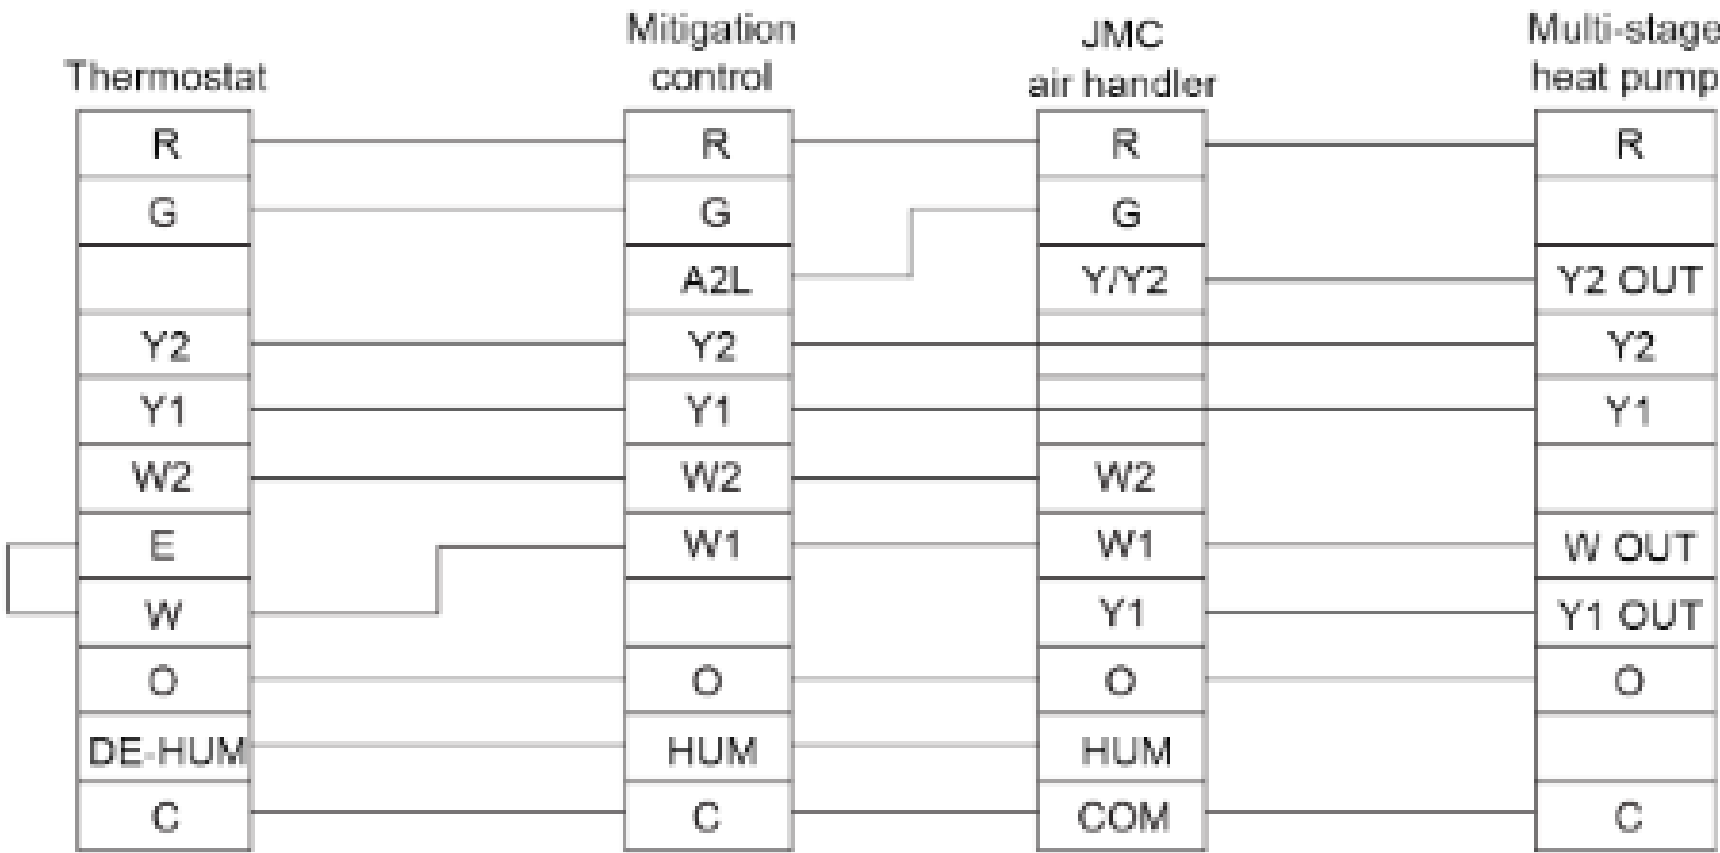 Thermostat
Mitigation
control
JMC
air handler
Multi-stage
heat pump
R R R R
G G G
A2L Y/Y2 Y2 OUT
Y2 Y2 Y2
Y1 Y1 Y1
W2 W2 W2
E W1 W1 W OUT
W Y1 Y1 OUT
O O O O
DE-HUM HUM HUM
C C COM C